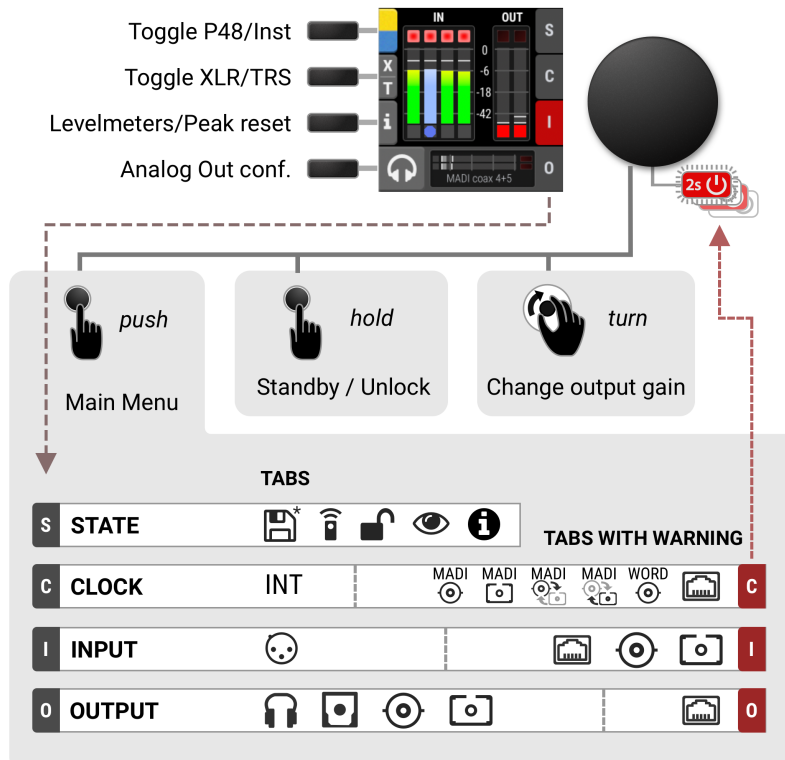 Toggle P48/Inst
Toggle XLR/TRS
Levelmeters/Peak reset
Analog Out conf.
IN OUT
X
T
i
0
-6
-18
-42
S
C
I
O
MADI coax 4+5
2s
push
Main Menu
hold
Standby / Unlock
turn
Change output gain
TABS
S STATE * i
TABS WITH WARNING
C CLOCK INT MADI MADI MADI MADI WORD C
I INPUT I
O OUTPUT O